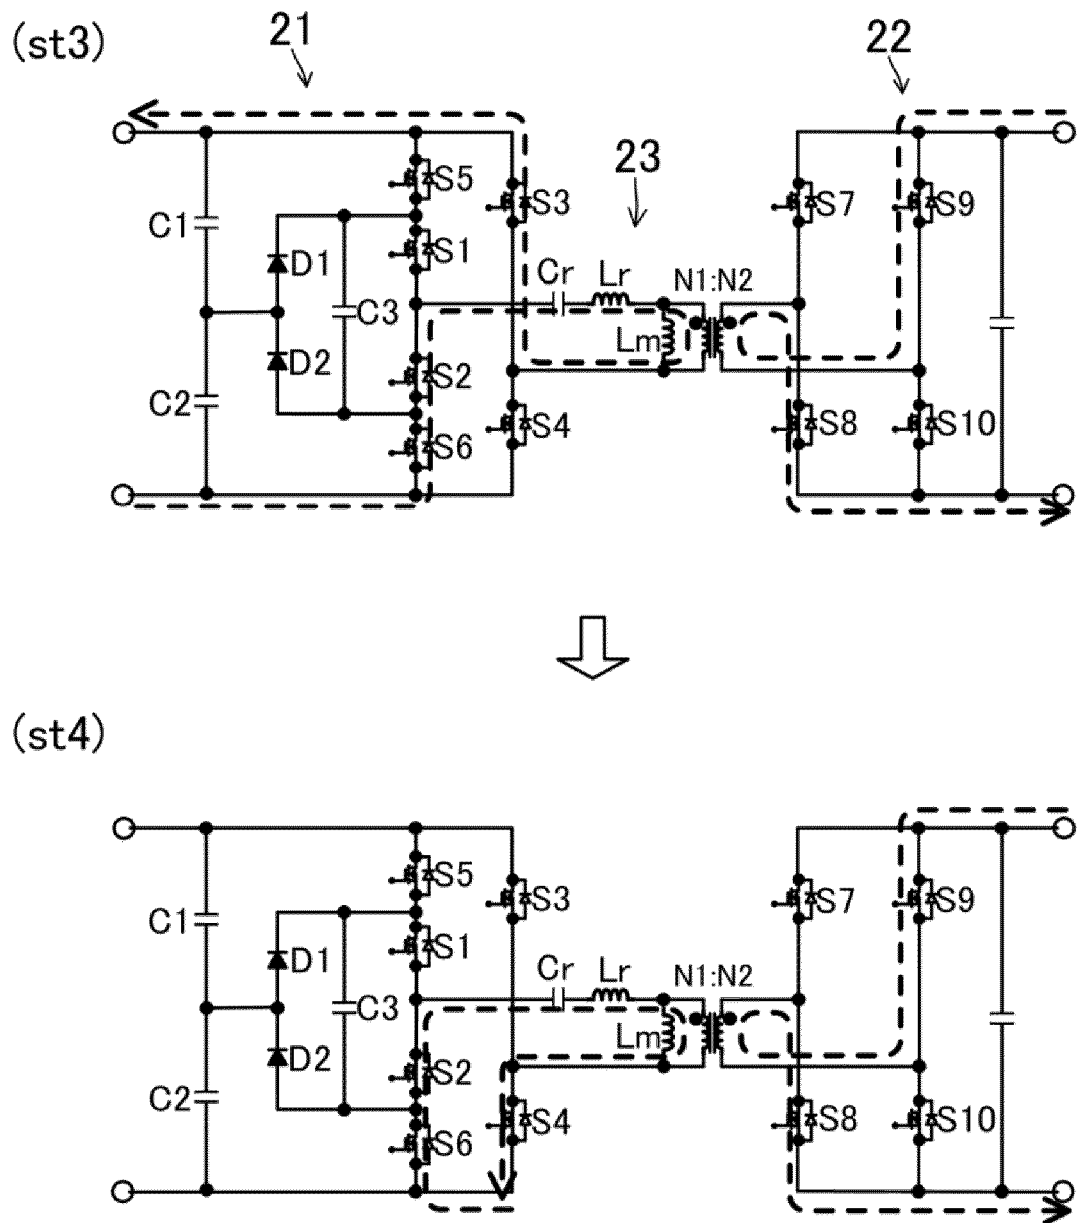 (st3)
21
22
23
S5
S3
S7
S9
C1
D1
S1
Cr
Lr
N1:N2
C3
Lm
D2
S2
C2
S6
S4
S8
S10
(st4)
S5
S3
S7
S9
C1
D1
S1
Cr
Lr
N1:N2
C3
Lm
D2
S2
C2
S6
S4
S8
S10